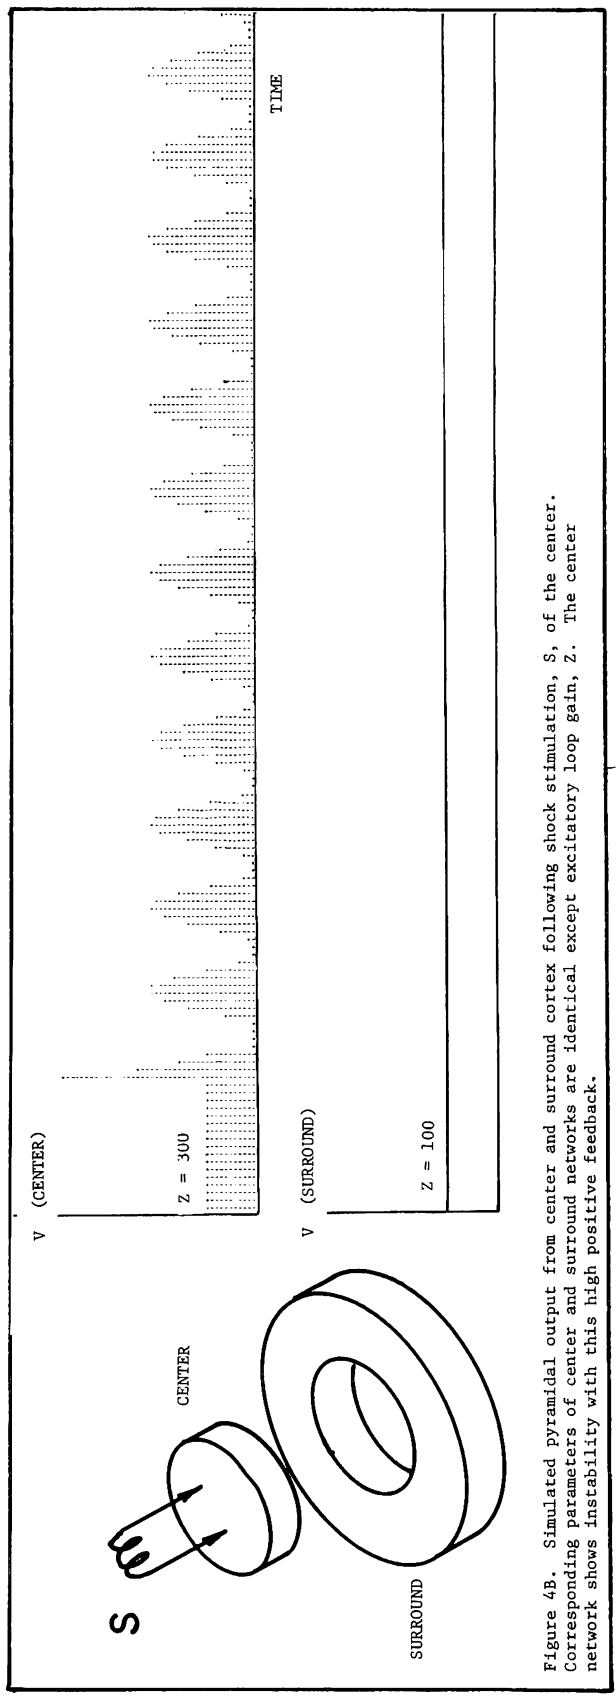 S
CENTER
SURROUND
V (CENTER)
Z = 300
TIME
V (SURROUND)
Z = 100
Figure 4B. Simulated pyramidal output from center and surround cortex following shock stimulation, S, of the center.
Corresponding parameters of center and surround networks are identical except excitatory loop gain, Z. The center
network shows instability with this high positive feedback.